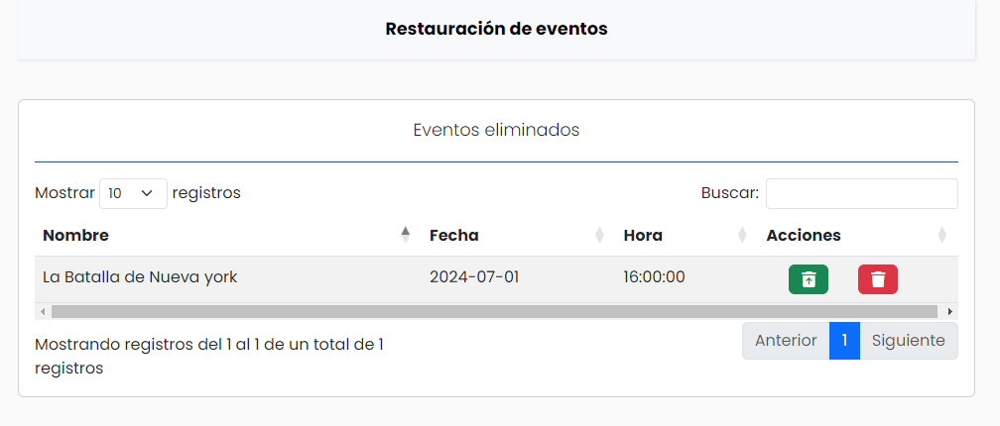 Restauración de eventos
Eventos eliminados
Mostrar 10 registros Buscar:
Nombre Fecha Hora Acciones
La Batalla de Nueva york 2024-07-01 16:00:00
Mostrando registros del 1 al 1 de un total de 1
registros
Anterior 1 Siguiente